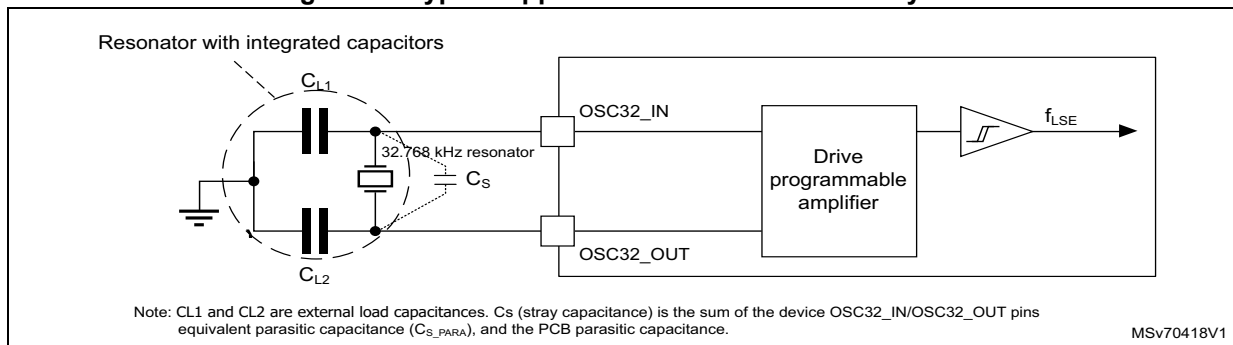 Resonator with integrated capacitors
CL1
OSC32_IN
fLSE
32.768 kHz resonator
Drive
programmable
amplifier
CS
OSC32_OUT
CL2
Note: CL1 and CL2 are external load capacitances. Cs (stray capacitance) is the sum of the device OSC32_IN/OSC32_OUT pins
equivalent parasitic capacitance (CS_PARA), and the PCB parasitic capacitance.
MSv70418V1